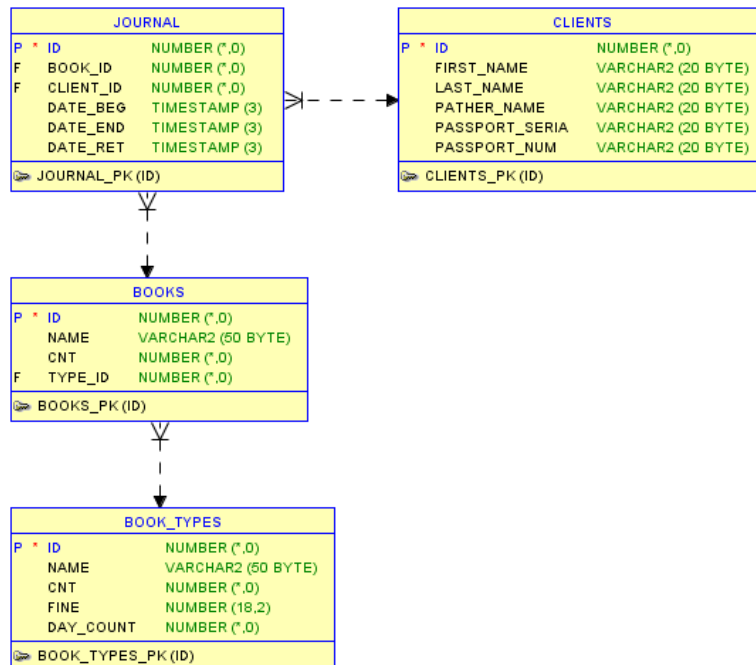 JOURNAL
P * ID NUMBER (*,0)
F BOOK_ID NUMBER (*,0)
F CLIENT_ID NUMBER (*,0)
DATE_BEG TIMESTAMP (3)
DATE_END TIMESTAMP (3)
DATE_RET TIMESTAMP (3)
JOURNAL_PK (ID)
CLIENTS
P * ID NUMBER (*,0)
FIRST_NAME VARCHAR2 (20 BYTE)
LAST_NAME VARCHAR2 (20 BYTE)
PATHER_NAME VARCHAR2 (20 BYTE)
PASSPORT_SERIA VARCHAR2 (20 BYTE)
PASSPORT_NUM VARCHAR2 (20 BYTE)
CLIENTS_PK (ID)
BOOKS
P * ID NUMBER (*,0)
NAME VARCHAR2 (50 BYTE)
CNT NUMBER (*,0)
F TYPE_ID NUMBER (*,0)
BOOKS_PK (ID)
BOOK_TYPES
P * ID NUMBER (*,0)
NAME VARCHAR2 (50 BYTE)
CNT NUMBER (*,0)
FINE NUMBER (18,2)
DAY_COUNT NUMBER (*,0)
BOOK_TYPES_PK (ID)